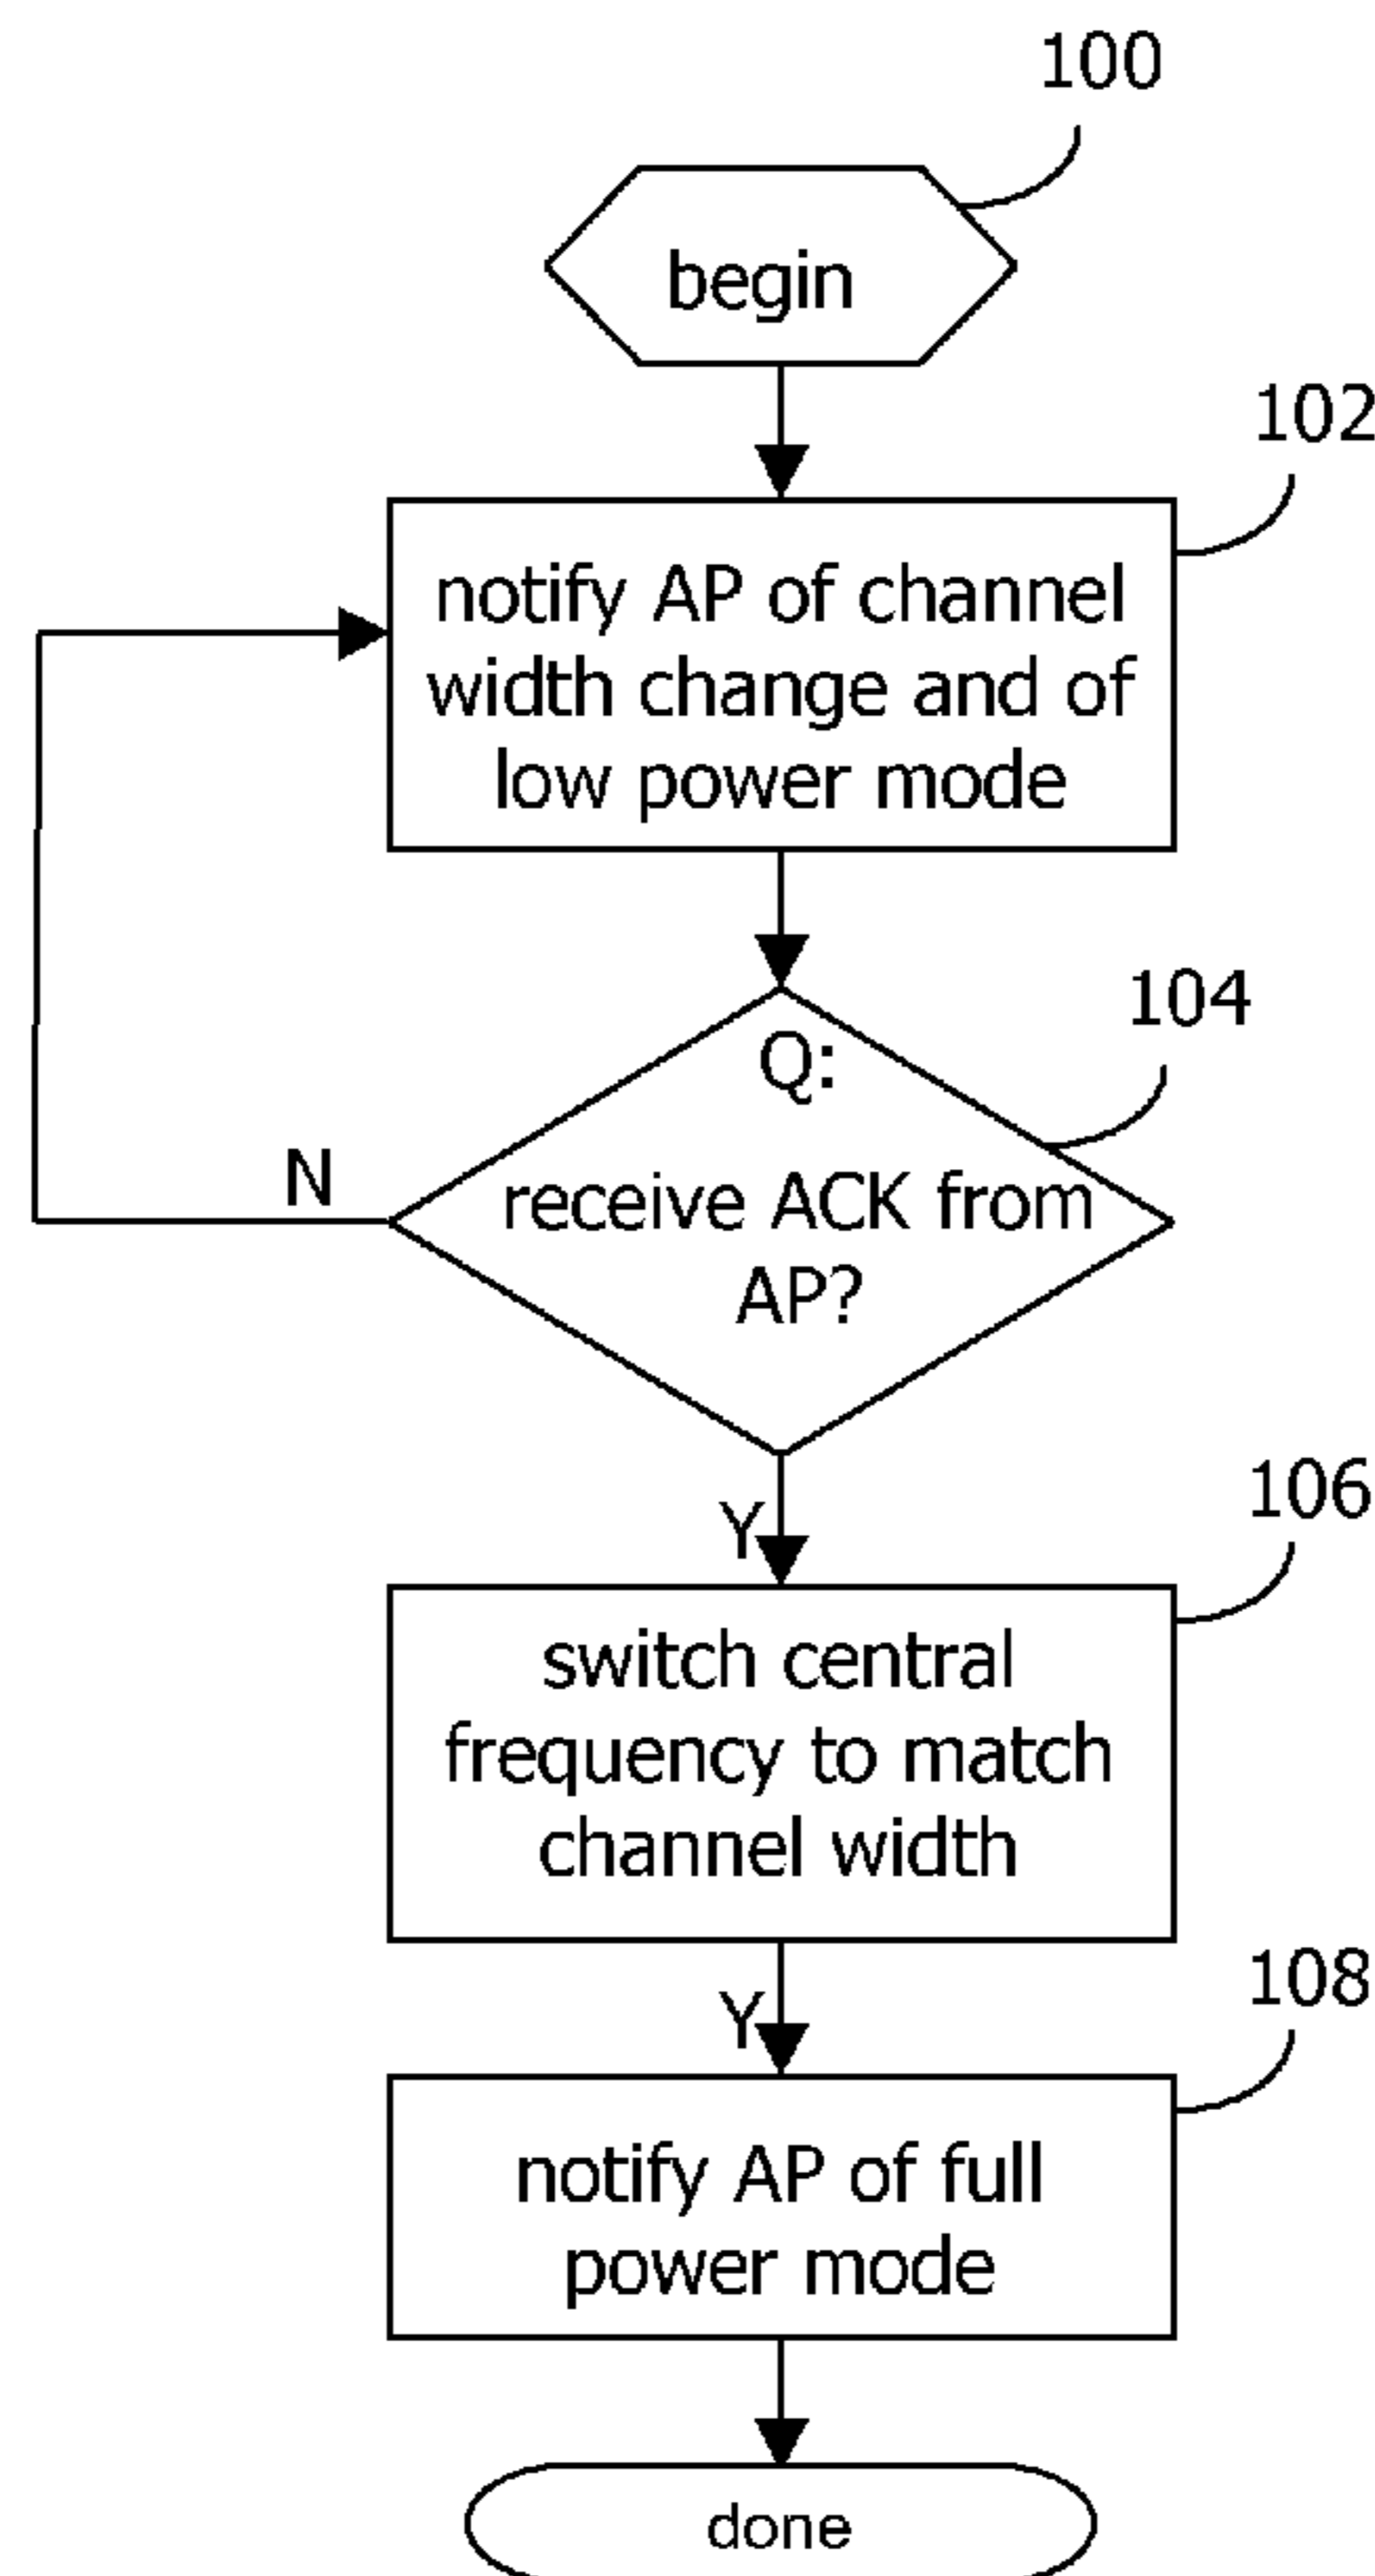 100
begin
102
notify AP of channel
width change and of
low power mode
104
Q:
receive ACK from
AP?
N
Y
106
switch central
frequency to match
channel width
Y
108
notify AP of full
power mode
done